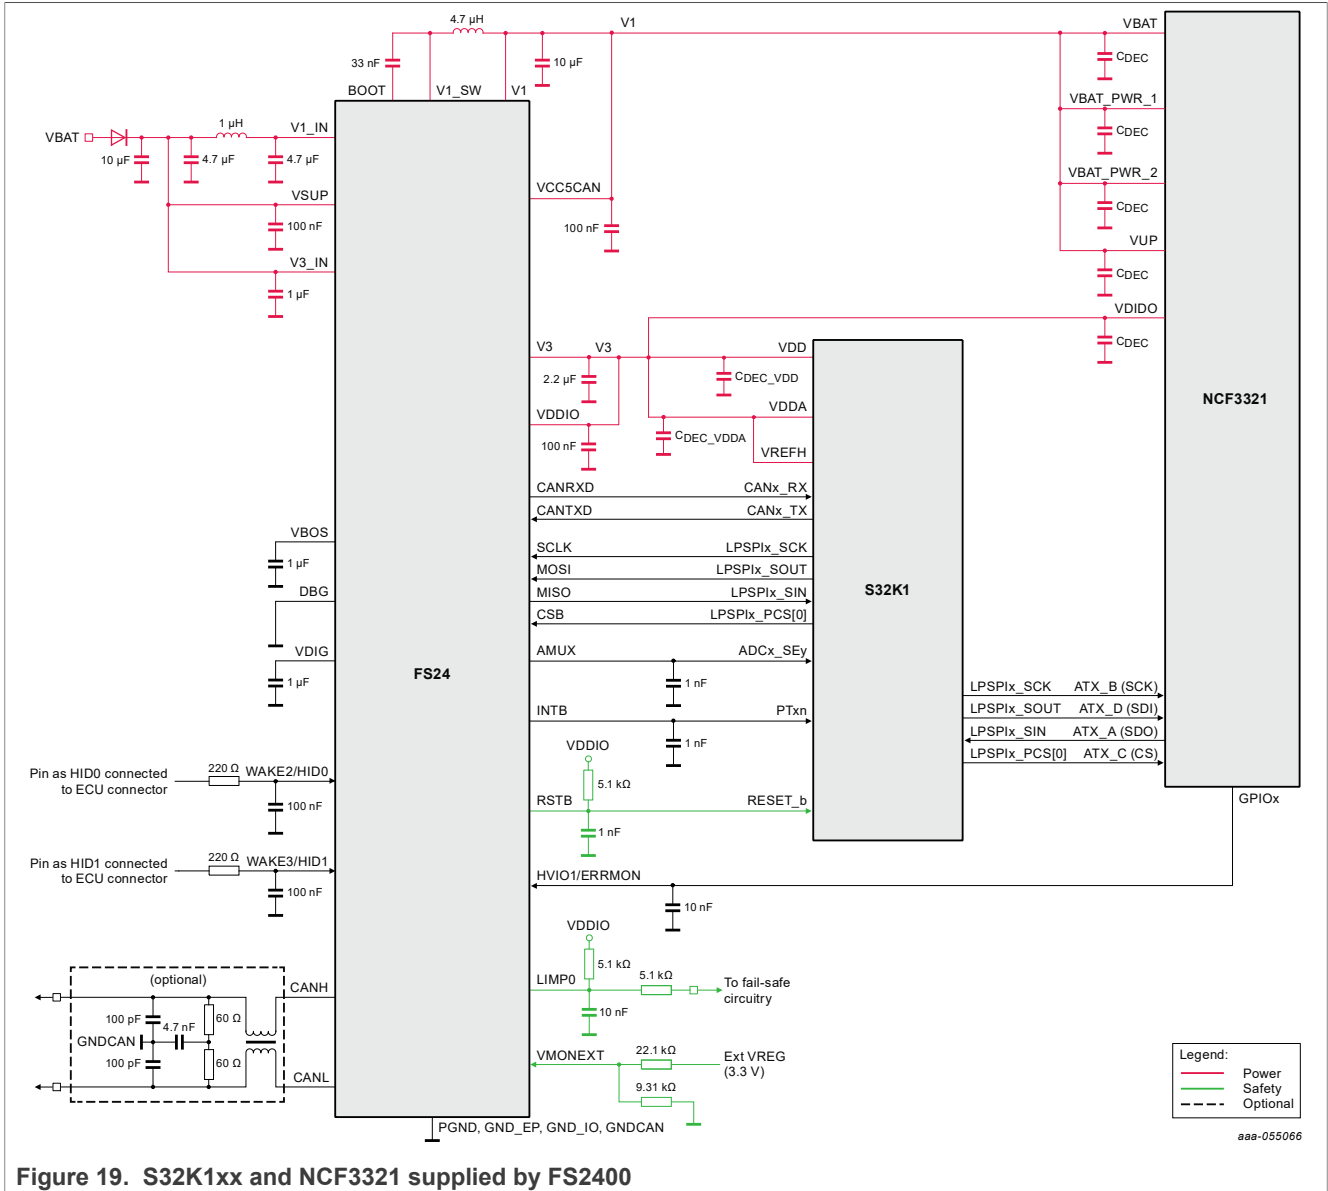 4.7 µH
V1
VBAT
33 nF
10 µF
CDEC
BOOT
V1_SW
V1
VBAT_PWR_1
1 µH
V1_IN
VBAT
CDEC
10 µF
4.7 µF
4.7 µF
VBAT_PWR_2
VCC5CAN
VSUP
CDEC
100 nF
100 nF
VUP
V3_IN
CDEC
1 µF
VDIDO
CDEC
V3
V3
VDD
2.2 µF
CDEC_VDD
NCF3321
VDDIO
VDDA
100 nF
CDEC_VDDA
VREFH
CANRXD
CANx_RX
CANTXD
CANx_TX
VBOS
1 µF
SCLK
LPSPIx_SCK
MOSI
LPSPIx_SOUT
DBG
MISO
LPSPIx_SIN
S32K1
CSB
LPSPIx_PCS[0]
VDIG
AMUX
ADCx_SEy
FS24
1 µF
1 nF
LPSPIx_SCK
ATX_B (SCK)
LPSPIx_SOUT
ATX_D (SDI)
LPSPIx_SIN
ATX_A (SDO)
LPSPIx_PCS[0]
ATX_C (CS)
INTB
PTxn
1 nF
VDDIO
Pin as HID0 connected
to ECU connector
220 Ω
WAKE2/HID0
5.1 kΩ
100 nF
RSTB
RESET_b
GPIOx
1 nF
Pin as HID1 connected
to ECU connector
220 Ω
WAKE3/HID1
100 nF
HVIO1/ERRMON
10 nF
VDDIO
5.1 kΩ
(optional)
CANH
LIMP0
5.1 kΩ
To fail-safe
circuitry
10 nF
100 pF
4.7 nF
60 Ω
GNDCAN
100 pF
60 Ω
CANL
VMONEXT
22.1 kΩ
Ext VREG
(3.3 V)
9.31 kΩ
PGND, GND_EP, GND_IO, GNDCAN
Legend:
Power
Safety
Optional
aaa-055066
Figure 19. S32K1xx and NCF3321 supplied by FS2400